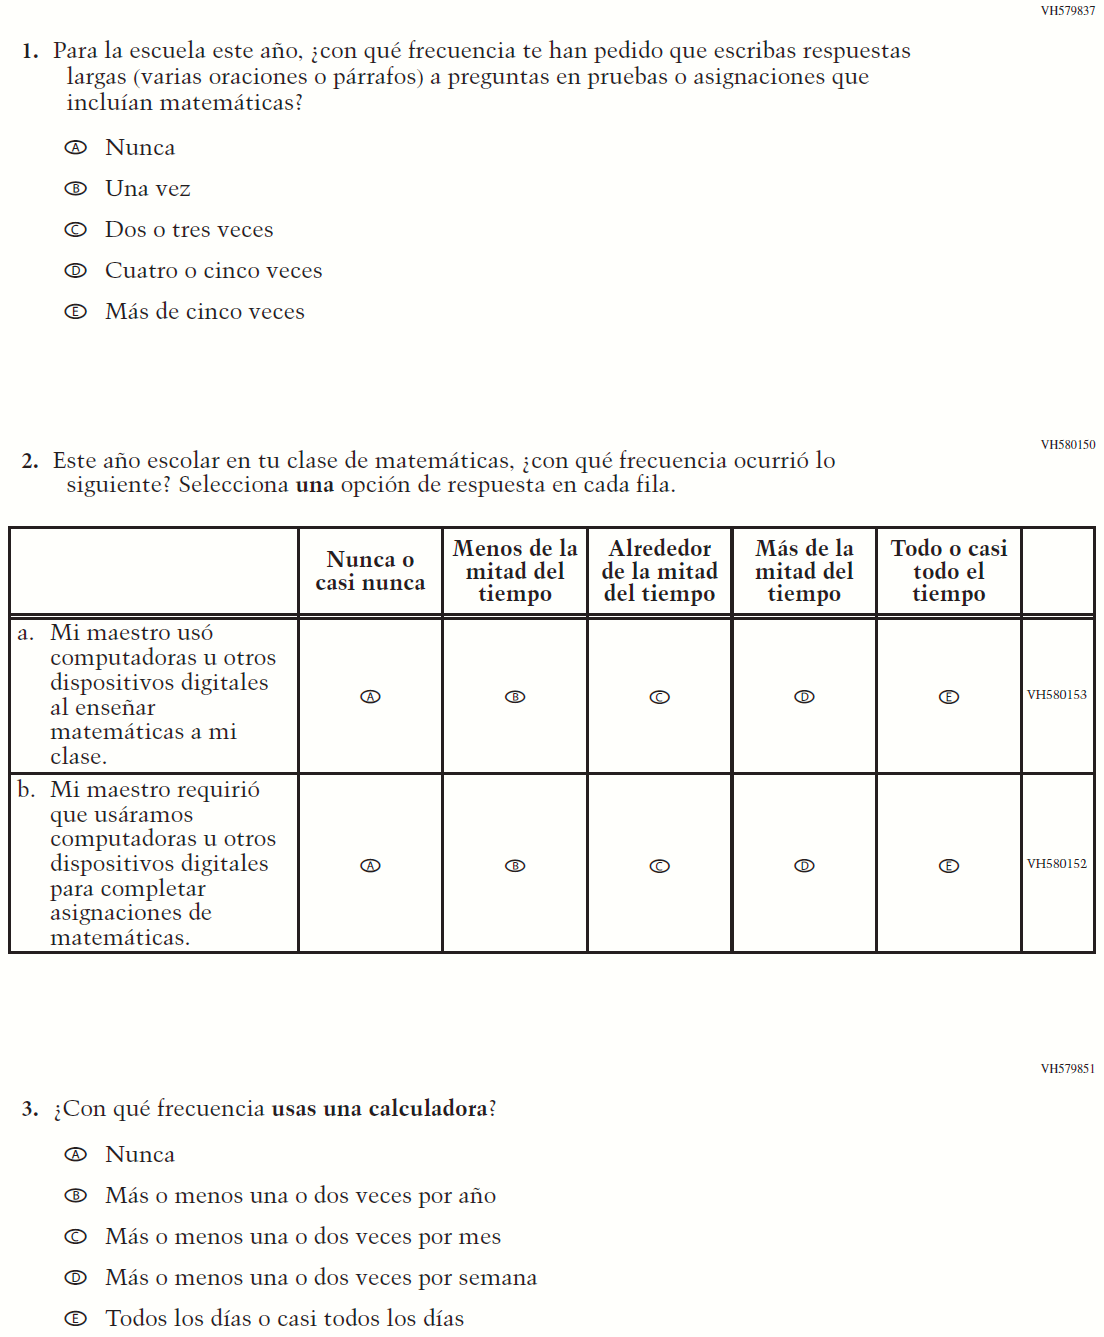 VH579837
1. Para la escuela este año, ¿con qué frecuencia te han pedido que escribas respuestas
largas (varias oraciones o párrafos) a preguntas en pruebas o asignaciones que
incluían matemáticas?
A Nunca
B Una vez
C Dos o tres veces
D Cuatro o cinco veces
E Más de cinco veces
VH580150
2. Este año escolar en tu clase de matemáticas, ¿con qué frecuencia ocurrió lo
siguiente? Selecciona una opción de respuesta en cada fila.
Nunca o
casi nunca
Menos de la
mitad del
tiempo
Alrededor
de la mitad
del tiempo
Más de la
mitad del
tiempo
Todo o casi
todo el
tiempo
a. Mi maestro usó
computadoras u otros
dispositivos digitales
al enseñar
matemáticas a mi
clase.
A B C D E VH580153
b. Mi maestro requirió
que usáramos
computadoras u otros
dispositivos digitales
para completar
asignaciones de
matemáticas.
A B C D E VH580152
VH579851
3. ¿Con qué frecuencia usas una calculadora?
A Nunca
B Más o menos una o dos veces por año
C Más o menos una o dos veces por mes
D Más o menos una o dos veces por semana
E Todos los días o casi todos los días